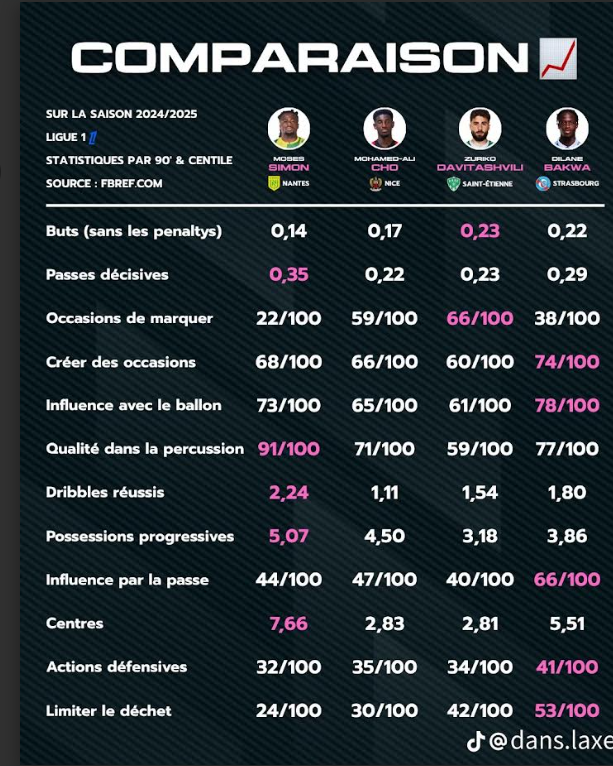 COMPARAISON
SUR LA SAISON 2024/2025
LIGUE 1
STATISTIQUES PAR 90' & CENTILE
SOURCE : FBREF.COM
MOSES SIMON NANTES
MOHAMED-ALI CHO NICE
ZURIKO DAVITASHVILI SAINT-ÉTIENNE
DILANE BAKWA STRASBOURG
Buts (sans les penaltys) 0,14 0,17 0,23 0,22
Passes décisives 0,35 0,22 0,23 0,29
Occasions de marquer 22/100 59/100 66/100 38/100
Créer des occasions 68/100 66/100 60/100 74/100
Influence avec le ballon 73/100 65/100 61/100 78/100
Qualité dans la percussion 91/100 71/100 59/100 77/100
Dribbles réussis 2,24 1,11 1,54 1,80
Possessions progressives 5,07 4,50 3,18 3,86
Influence par la passe 44/100 47/100 40/100 66/100
Centres 7,66 2,83 2,81 5,51
Actions défensives 32/100 35/100 34/100 41/100
Limiter le déchet 24/100 30/100 42/100 53/100
@dans.laxe